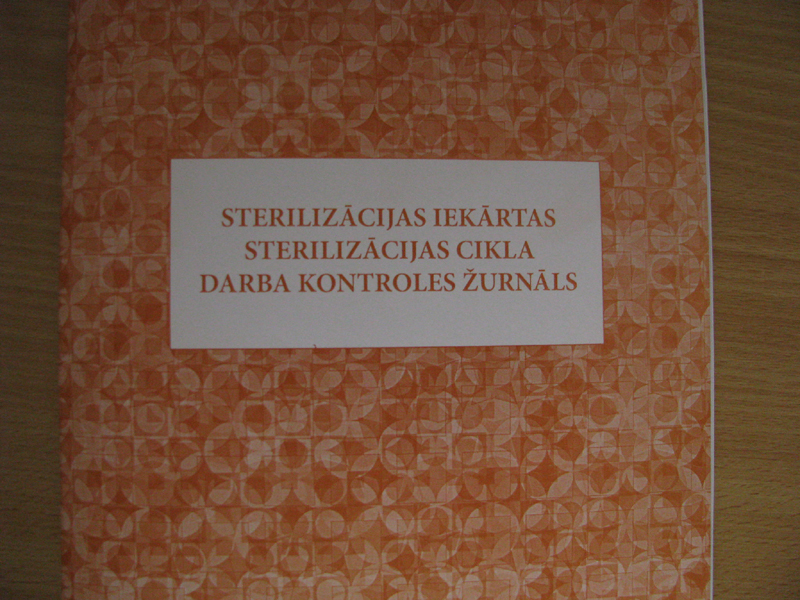 STERILIZĀCIJAS IEKĀRTAS
STERILIZĀCIJAS CIKLA
DARBA KONTROLES ŽURNĀLS